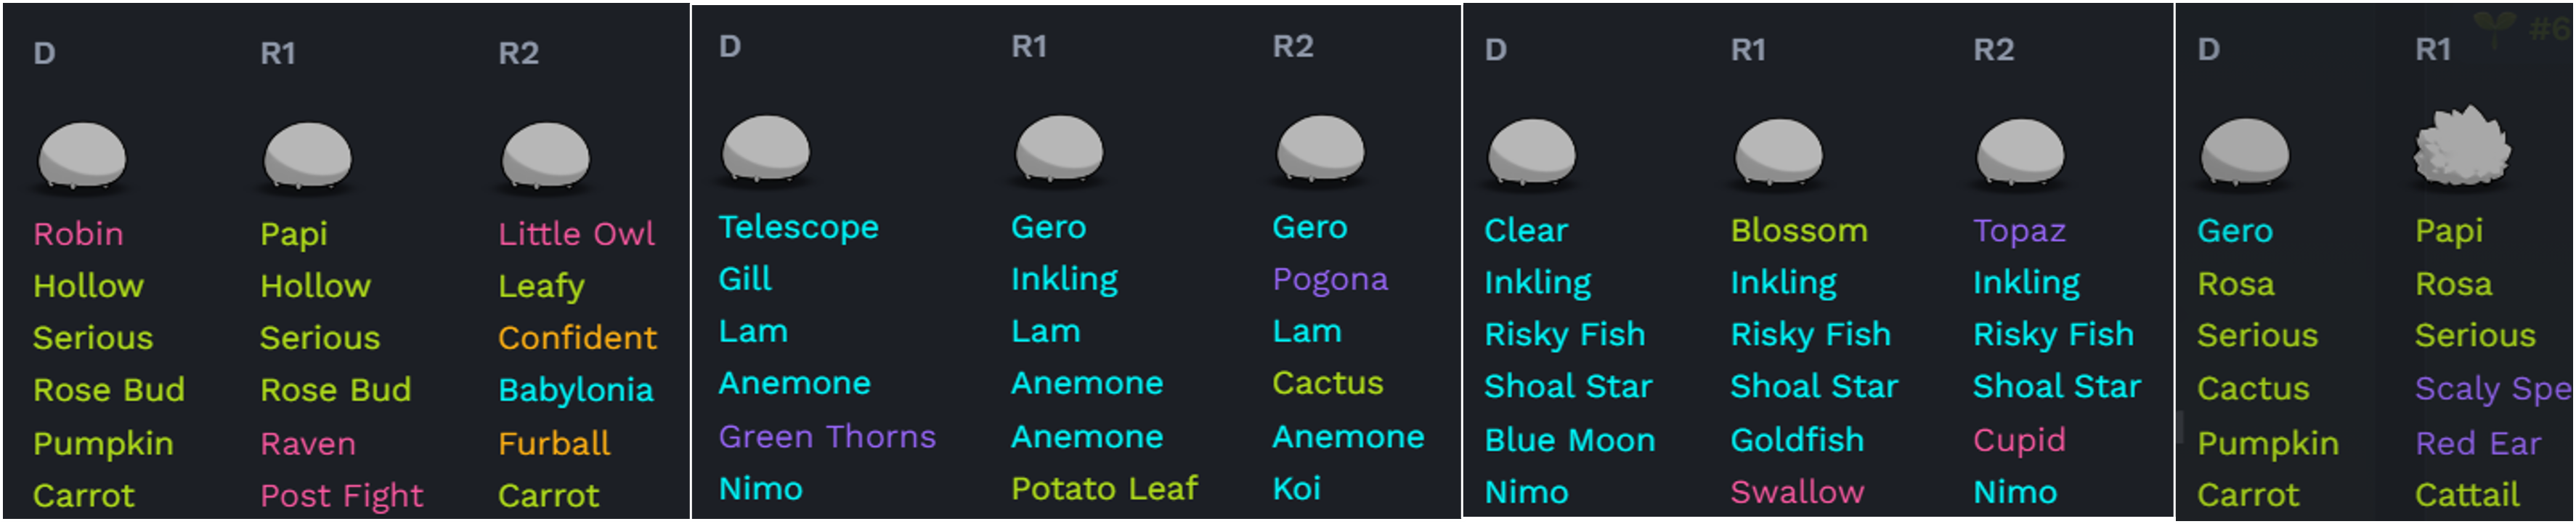 D R1 R2
Robin Papi Little Owl
Hollow Hollow Leafy
Serious Serious Confident
Rose Bud Rose Bud Babylonia
Pumpkin Raven Furball
Carrot Post Fight Carrot
D R1 R2
Telescope Gero Gero
Gill Inkling Pogona
Lam Lam Lam
Anemone Anemone Cactus
Green Thorns Anemone Anemone
Nimo Potato Leaf Koi
D R1 R2
Clear Blossom Topaz
Inkling Inkling Inkling
Risky Fish Risky Fish Risky Fish
Shoal Star Shoal Star Shoal Star
Blue Moon Goldfish Cupid
Nimo Swallow Nimo
#6
D R1
Gero Papi
Rosa Rosa
Serious Serious
Cactus Scaly Spe
Pumpkin Red Ear
Carrot Cattail